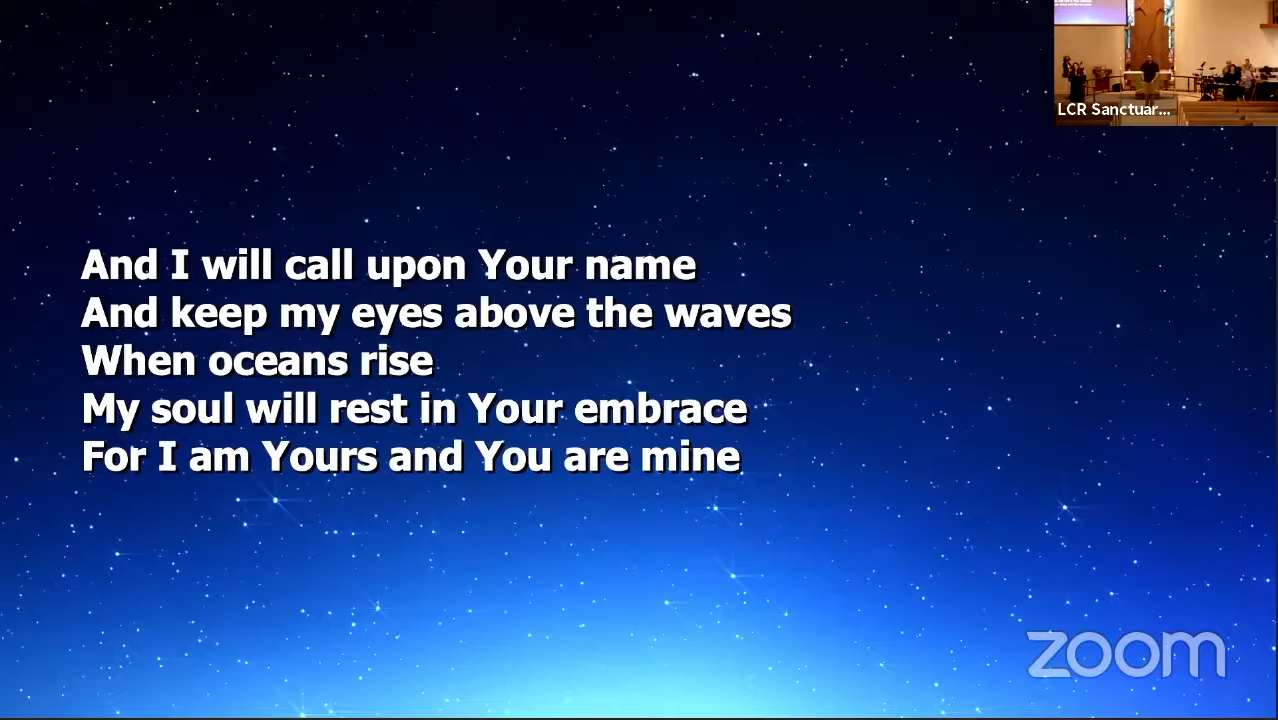 LCR Sanctuar...
And I will call upon Your name
And keep my eyes above the waves
When oceans rise
My soul will rest in Your embrace
For I am Yours and You are mine
zoom